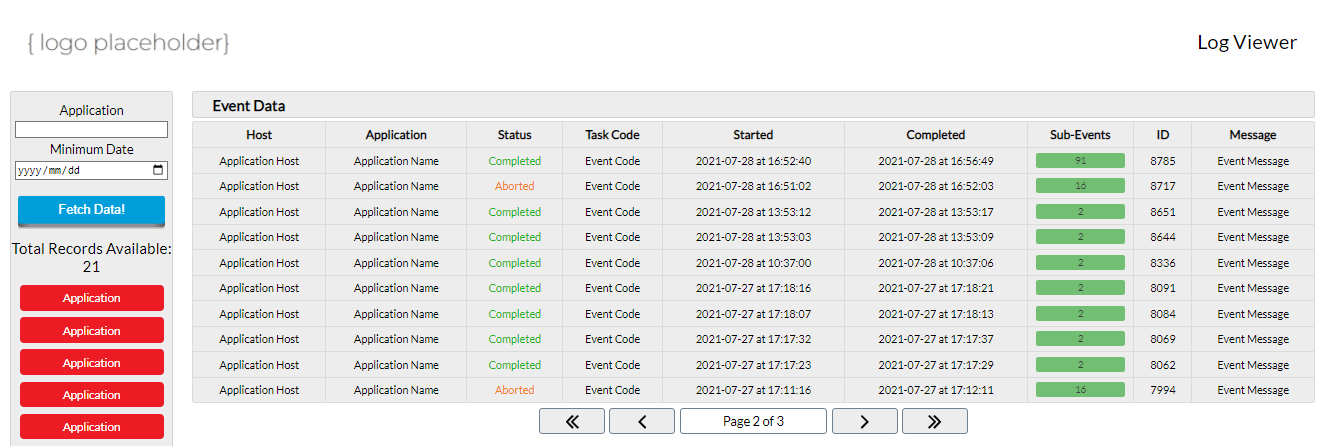 { logo placeholder}
Log Viewer
Application
Minimum Date
yyyy/mm/dd
Fetch Data!
Total Records Available:
21
Application
Application
Application
Application
Application
Event Data
Host Application Status Task Code Started Completed Sub-Events ID Message
Application Host Application Name Completed Event Code 2021-07-28 at 16:52:40 2021-07-28 at 16:56:49 91 8785 Event Message
Application Host Application Name Aborted Event Code 2021-07-28 at 16:51:02 2021-07-28 at 16:52:03 16 8717 Event Message
Application Host Application Name Completed Event Code 2021-07-28 at 13:53:12 2021-07-28 at 13:53:17 2 8651 Event Message
Application Host Application Name Completed Event Code 2021-07-28 at 13:53:03 2021-07-28 at 13:53:09 2 8644 Event Message
Application Host Application Name Completed Event Code 2021-07-28 at 10:37:00 2021-07-28 at 10:37:06 2 8336 Event Message
Application Host Application Name Completed Event Code 2021-07-27 at 17:18:16 2021-07-27 at 17:18:21 2 8091 Event Message
Application Host Application Name Completed Event Code 2021-07-27 at 17:18:07 2021-07-27 at 17:18:13 2 8084 Event Message
Application Host Application Name Completed Event Code 2021-07-27 at 17:17:32 2021-07-27 at 17:17:37 2 8069 Event Message
Application Host Application Name Completed Event Code 2021-07-27 at 17:17:23 2021-07-27 at 17:17:29 2 8062 Event Message
Application Host Application Name Aborted Event Code 2021-07-27 at 17:11:16 2021-07-27 at 17:12:11 16 7994 Event Message
Page 2 of 3